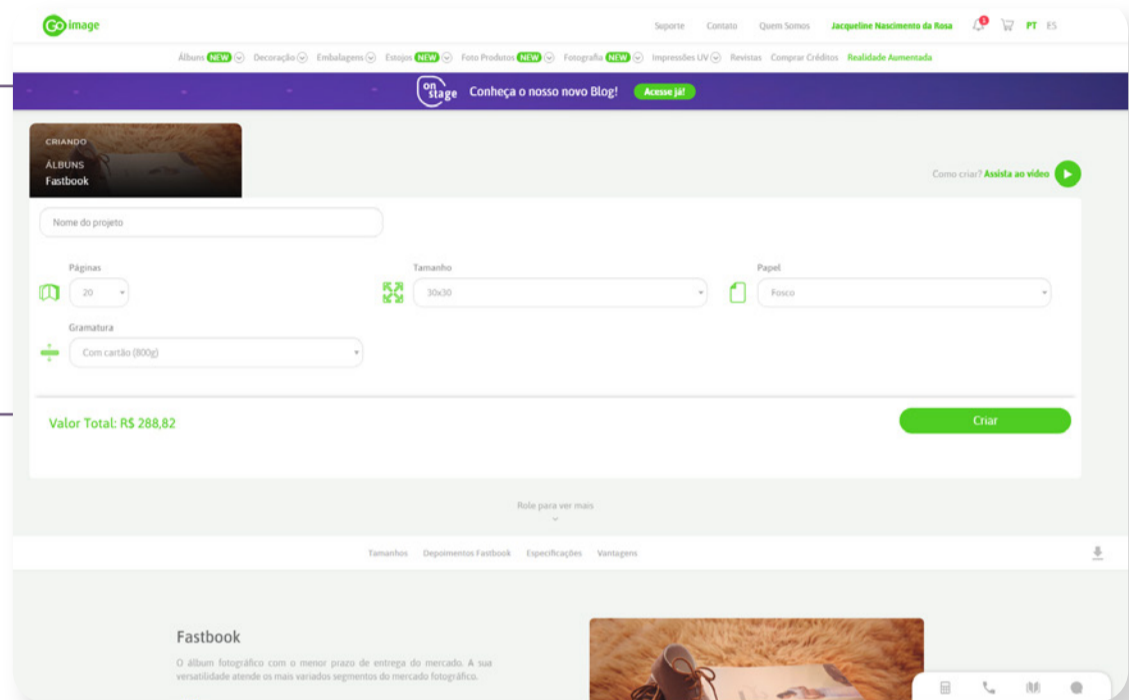 Go image
Suporte Contato Quem Somos Jacqueline Nascimento da Rosa 3 PT ES
Álbuns NEW Decoração Embalagens Estojos NEW Foto Produtos NEW Fotografia NEW Impressões UV Revistas Comprar Créditos Realidade Aumentada
on stage Conheça o nosso novo Blog! Acesse já!
CRIANDO
ÁLBUNS
Fastbook
Como criar? Assista ao vídeo
Nome do projeto
Páginas Tamanho Papel
20 30x30 Fosco
Gramatura
Com cartão (800g)
Valor Total: R$ 288,82 Criar
Role para ver mais
Tamanhos Depoimentos Fastbook Especificações Vantagens
Fastbook
O álbum fotográfico com o menor prazo de entrega do mercado. A sua
versatilidade atende os mais variados segmentos do mercado fotográfico.